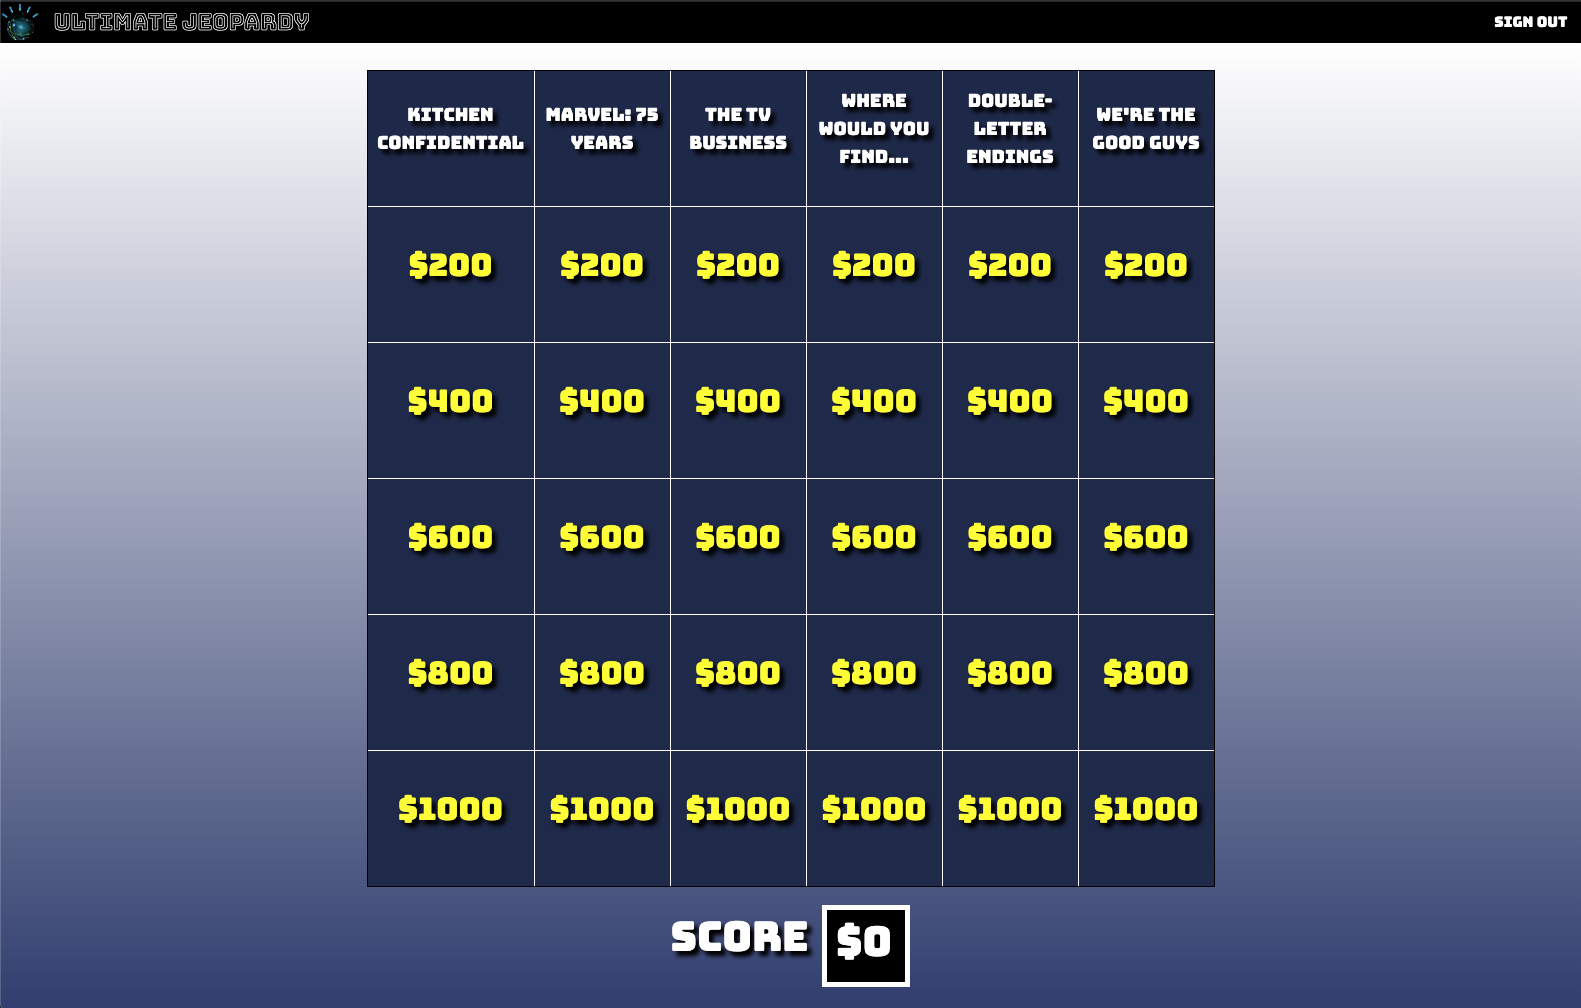 ULTIMATE JEOPARDY
SIGN OUT
KITCHEN
CONFIDENTIAL
MARVEL: 75
YEARS
THE TV
BUSINESS
WHERE
WOULD YOU
FIND...
DOUBLE-
LETTER
ENDINGS
WE'RE THE
GOOD GUYS
$200 $200 $200 $200 $200 $200
$400 $400 $400 $400 $400 $400
$600 $600 $600 $600 $600 $600
$800 $800 $800 $800 $800 $800
$1000 $1000 $1000 $1000 $1000 $1000
SCORE $0